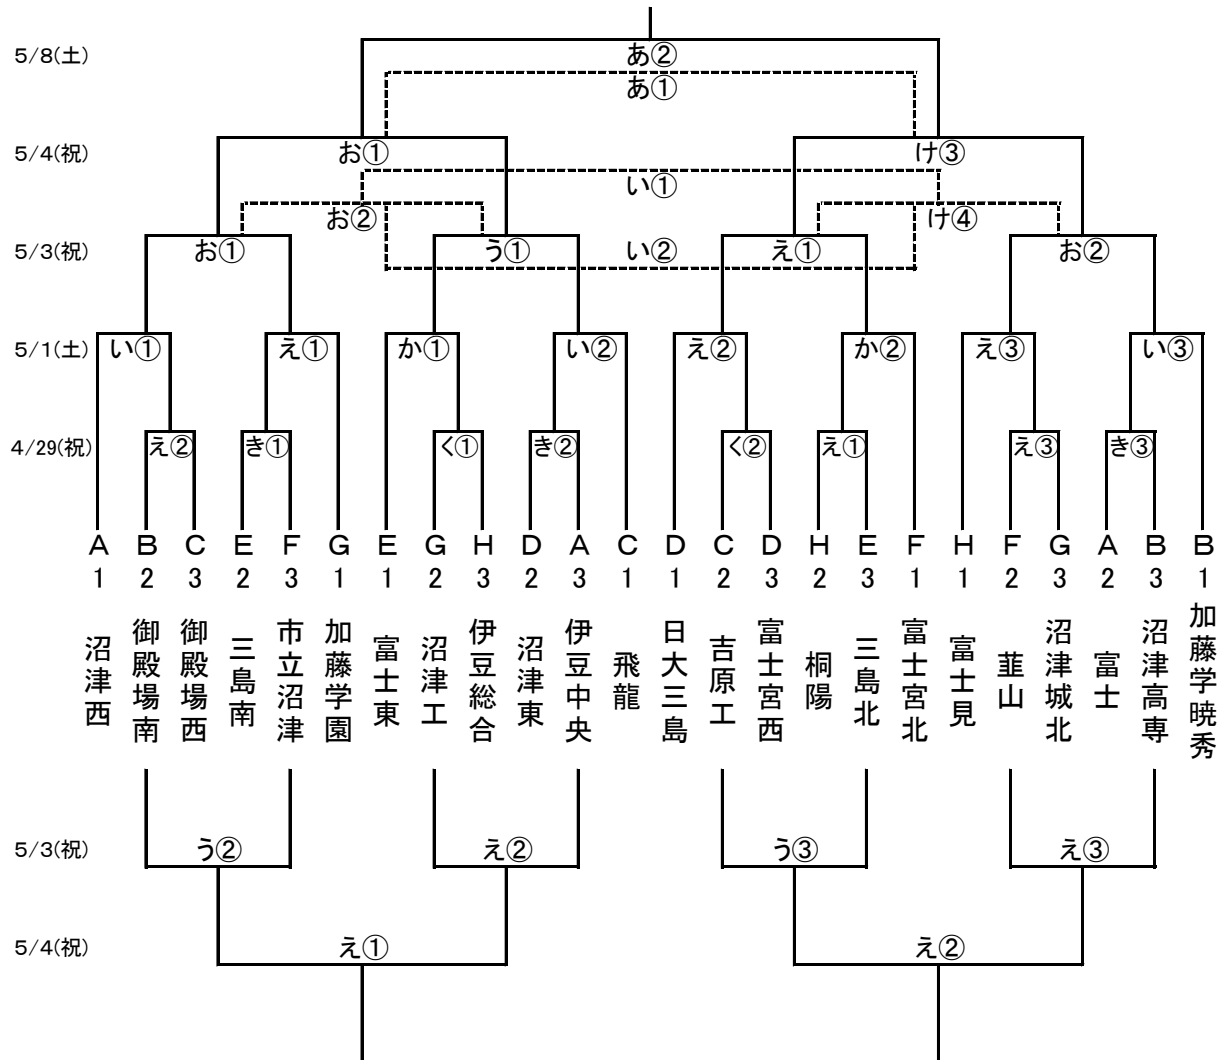 5/8(土) あ②
あ①
5/4(祝) お① け③
い①
お② け④
5/3(祝) お① う① い② え① お②
5/1(土) い① え① か① い② え② か② え③ い③
4/29(祝) え② き① く① き② く② え① え③ き③
A B C E F G E G H D A C D C D H E F H F G A B B
1 2 3 2 3 1 1 2 3 2 3 1 1 2 3 2 3 1 1 2 3 2 3 1
沼津西
御殿場南
御殿場西
三島南
市立沼津
加藤学園
富士東
沼津工
伊豆総合
沼津東
伊豆中央
飛龍
日大三島
吉原工
富士宮西
桐陽
三島北
富士宮北
富士見
韮山
沼津城北
富士
沼津高専
加藤学暁秀
5/3(祝) う② え② う③ え③
5/4(祝) え① え②